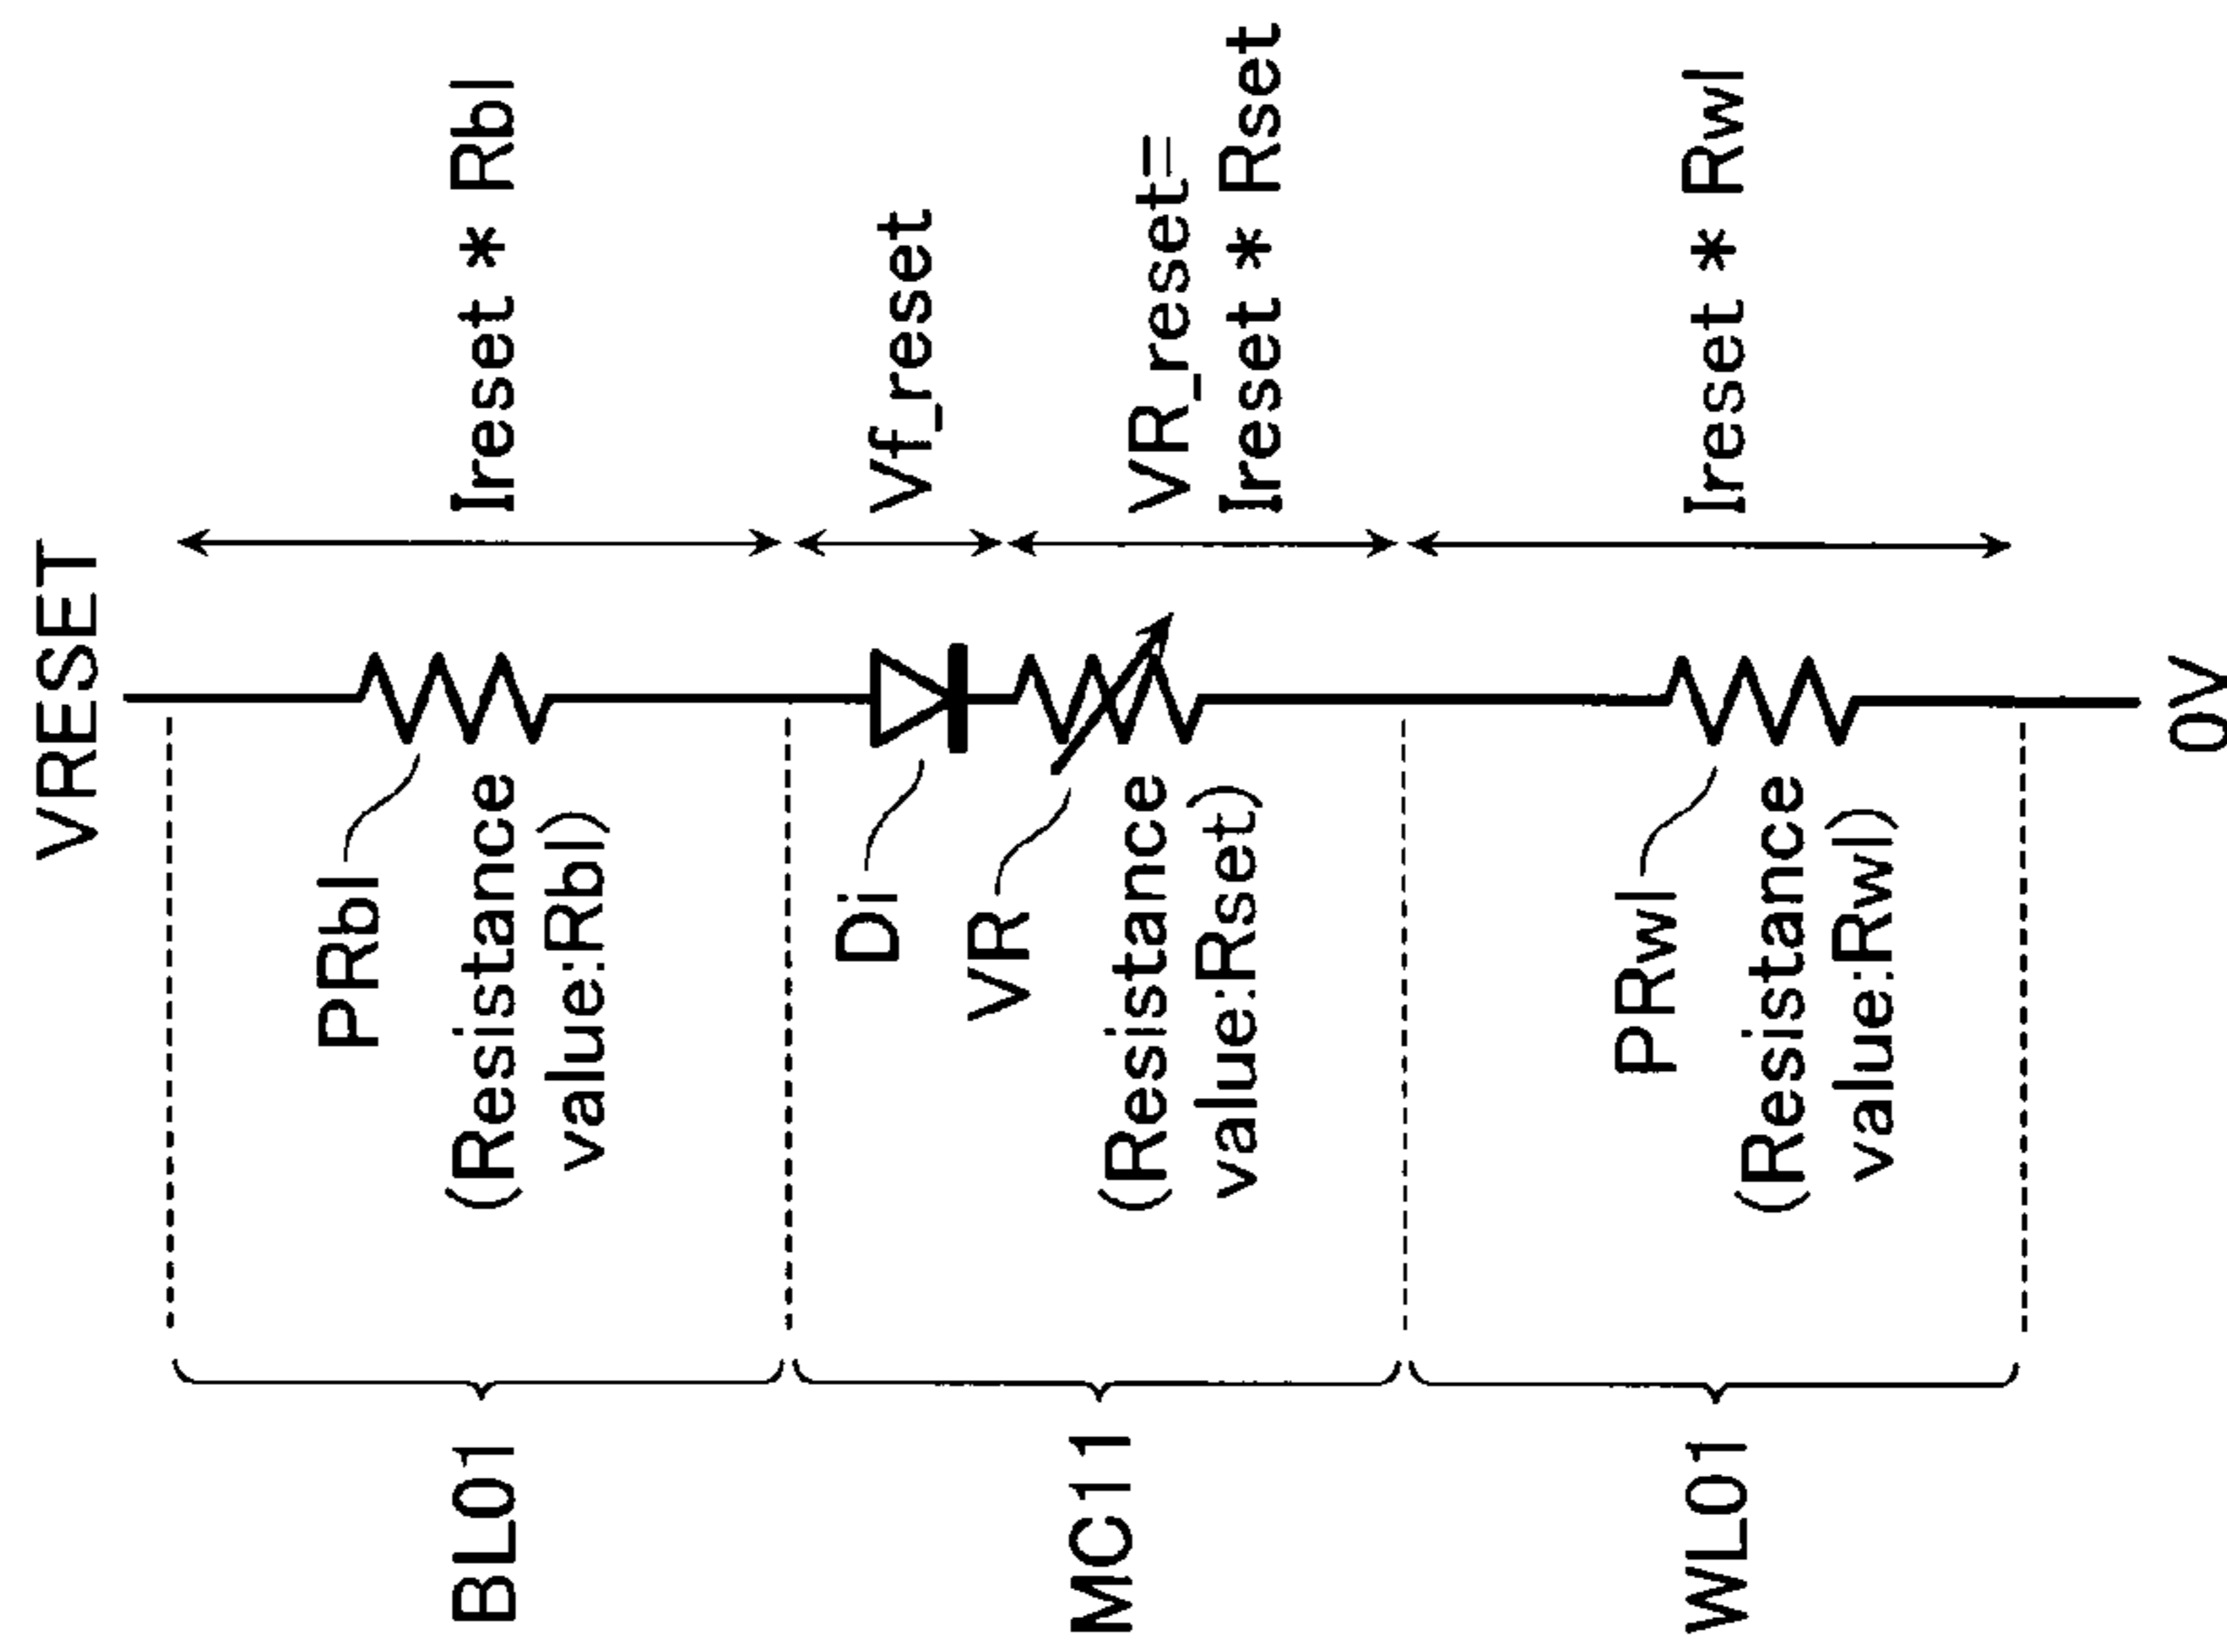 VRESET
BL01
PRbl
(Resistance
value:Rbl)
Ireset * Rbl
MC11
Di
VR
(Resistance
value:Rset)
Vf_reset
VR_reset=
Ireset * Rset
WL01
PRwl
(Resistance
value:Rwl)
Ireset * Rwl
0V